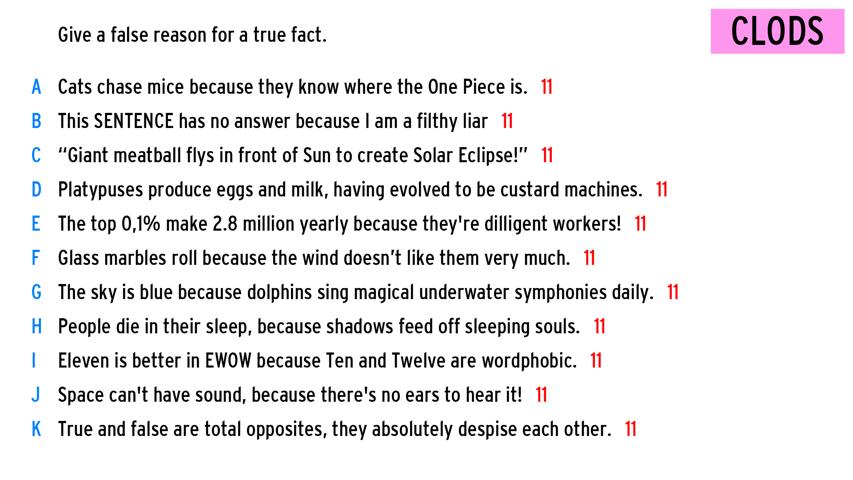 Give a false reason for a true fact.
CLODS
A Cats chase mice because they know where the One Piece is. 11
B This SENTENCE has no answer because I am a filthy liar 11
C “Giant meatball flys in front of Sun to create Solar Eclipse!” 11
D Platypuses produce eggs and milk, having evolved to be custard machines. 11
E The top 0,1% make 2.8 million yearly because they're dilligent workers! 11
F Glass marbles roll because the wind doesn’t like them very much. 11
G The sky is blue because dolphins sing magical underwater symphonies daily. 11
H People die in their sleep, because shadows feed off sleeping souls. 11
I Eleven is better in EWOW because Ten and Twelve are wordphobic. 11
J Space can't have sound, because there's no ears to hear it! 11
K True and false are total opposites, they absolutely despise each other. 11